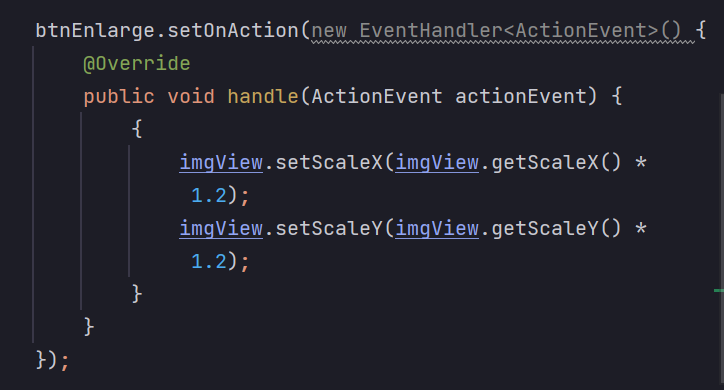 btnEnlarge.setOnAction(new EventHandler<ActionEvent>() {
@Override
public void handle(ActionEvent actionEvent) {
{
imgView.setScaleX(imgView.getScaleX() *
1.2);
imgView.setScaleY(imgView.getScaleY() *
1.2);
}
}
});